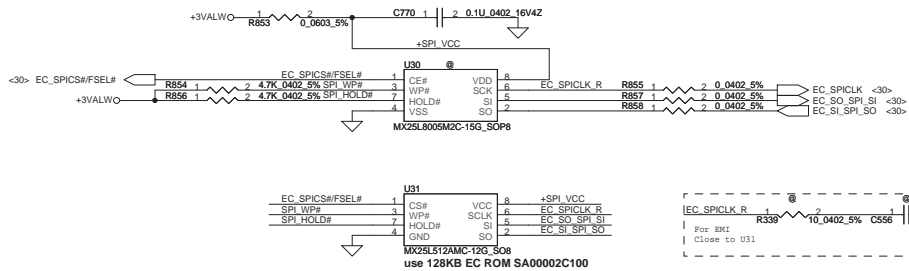 +3VALW 1 2 C770 1 2 0.1U_0402_16V4Z
R853 0_0603_5%
+SPI_VCC
U30 @
<30> EC_SPICS#/FSEL# EC_SPICS#/FSEL# 1 CE# VDD 8
R854 1 2 4.7K_0402_5% SPI_WP# 3 WP# SCK 6 EC_SPICLK_R R855 1 2 0_0402_5% EC_SPICLK <30>
+3VALW R856 1 2 4.7K_0402_5% SPI_HOLD# 7 HOLD# SI 5 R857 1 2 0_0402_5% EC_SO_SPI_SI <30>
4 VSS SO 2 R858 1 2 0_0402_5% EC_SI_SPI_SO <30>
MX25L8005M2C-15G_SOP8
U31
EC_SPICS#/FSEL# 1 CS# VCC 8 +SPI_VCC
SPI_WP# 3 WP# SCLK 6 EC_SPICLK_R
SPI_HOLD# 7 HOLD# SI 5 EC_SO_SPI_SI
4 GND SO 2 EC_SI_SPI_SO
MX25L512AMC-12G_SO8
use 128KB EC ROM SA00002C100
@ @
EC_SPICLK_R 1 2
R339 10_0402_5% C556
For EMI
Close to U31